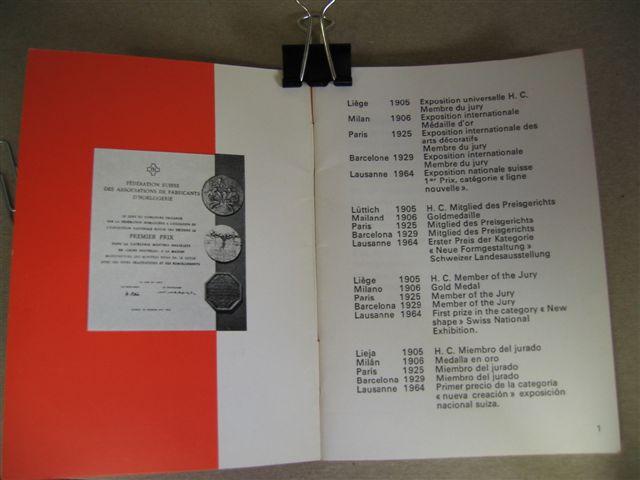 FÉDÉRATION SUISSE
DES ASSOCIATIONS DE FABRICANTS
D'HORLOGERIE
PREMIER PRIX
Liège 1905 Exposition universelle H. C.
Membre du jury
Milan 1906 Exposition internationale
Médaille d'or
Paris 1925 Exposition internationale des
arts décoratifs
Membre du jury
Barcelone 1929 Exposition internationale
Membre du jury
Lausanne 1964 Exposition nationale suisse
1er Prix, catégorie « ligne
nouvelle ».
Lüttich 1905 H. C. Mitglied des Preisgerichts
Mailand 1906 Goldmedaille
Paris 1925 Mitglied des Preisgerichts
Barcelona 1929 Mitglied des Preisgerichts
Lausanne 1964 Erster Preis der Kategorie
« Neue Formgestaltung »
Schweizer Landesausstellung
Liège 1905 H. C. Member of the Jury
Milano 1906 Gold Medal
Paris 1925 Member of the Jury
Barcelona 1929 Member of the Jury
Lausanne 1964 First prize in the category « New
shape » Swiss National
Exhibition.
Lieja 1905 H. C. Miembro del jurado
Milán 1906 Medalla en oro
Paris 1925 Miembro del jurado
Barcelona 1929 Miembro del jurado
Lausanne 1964 Primer precio de la categoría
« nueva creación » exposición
nacional suiza.
1